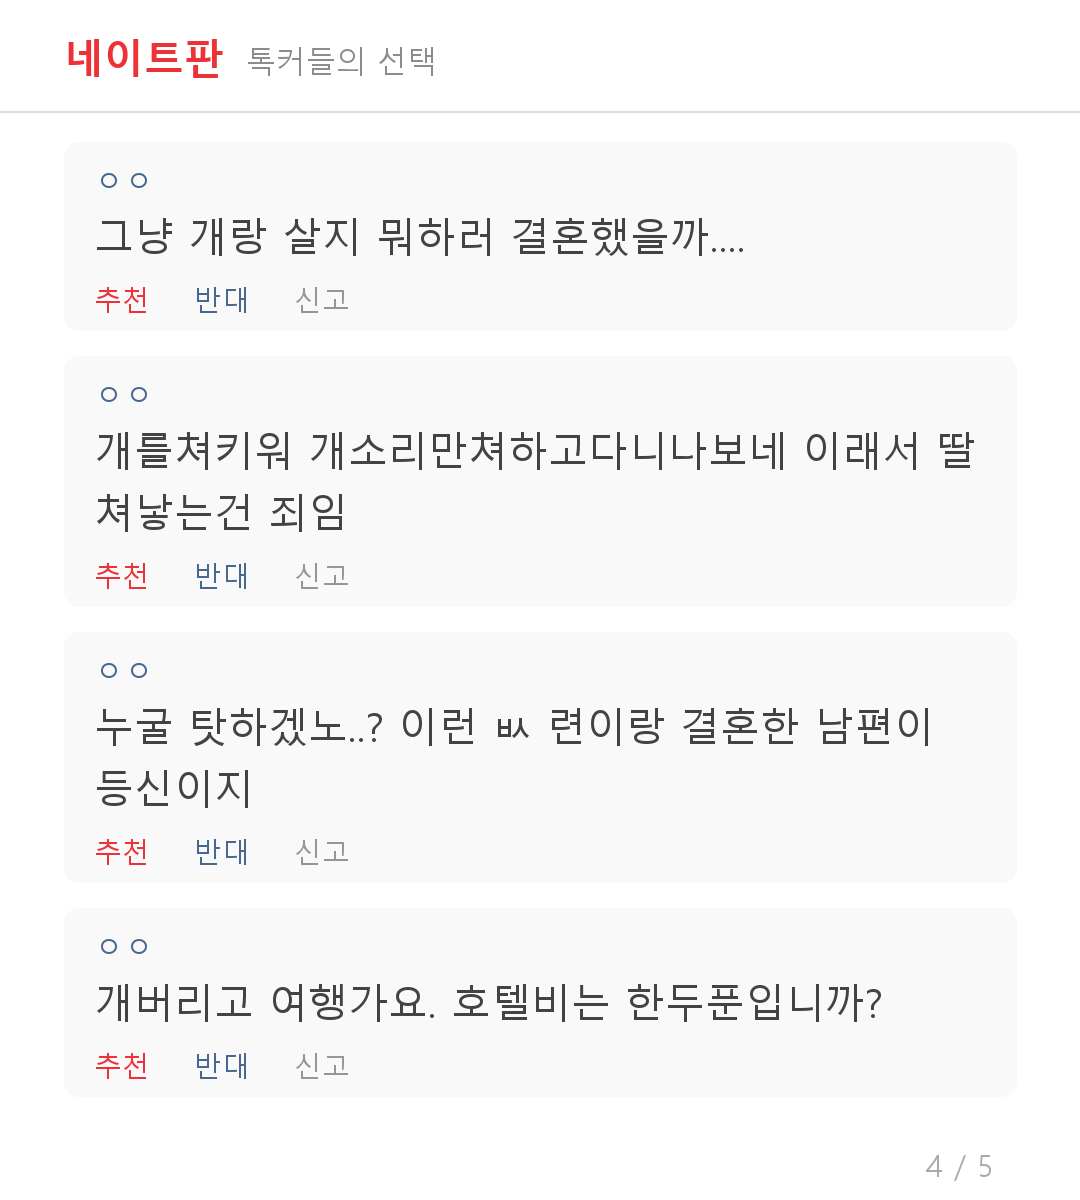 네이트판 톡커들의 선택
ㅇㅇ
그냥 개랑 살지 뭐하러 결혼했을까....
추천 반대 신고
ㅇㅇ
개를쳐키워 개소리만쳐하고다니나보네 이래서 딸
쳐낳는건 죄임
추천 반대 신고
ㅇㅇ
누굴 탓하겠노..? 이런 ㅄ 련이랑 결혼한 남편이
등신이지
추천 반대 신고
ㅇㅇ
개버리고 여행가요. 호텔비는 한두푼입니까?
추천 반대 신고
4 / 5